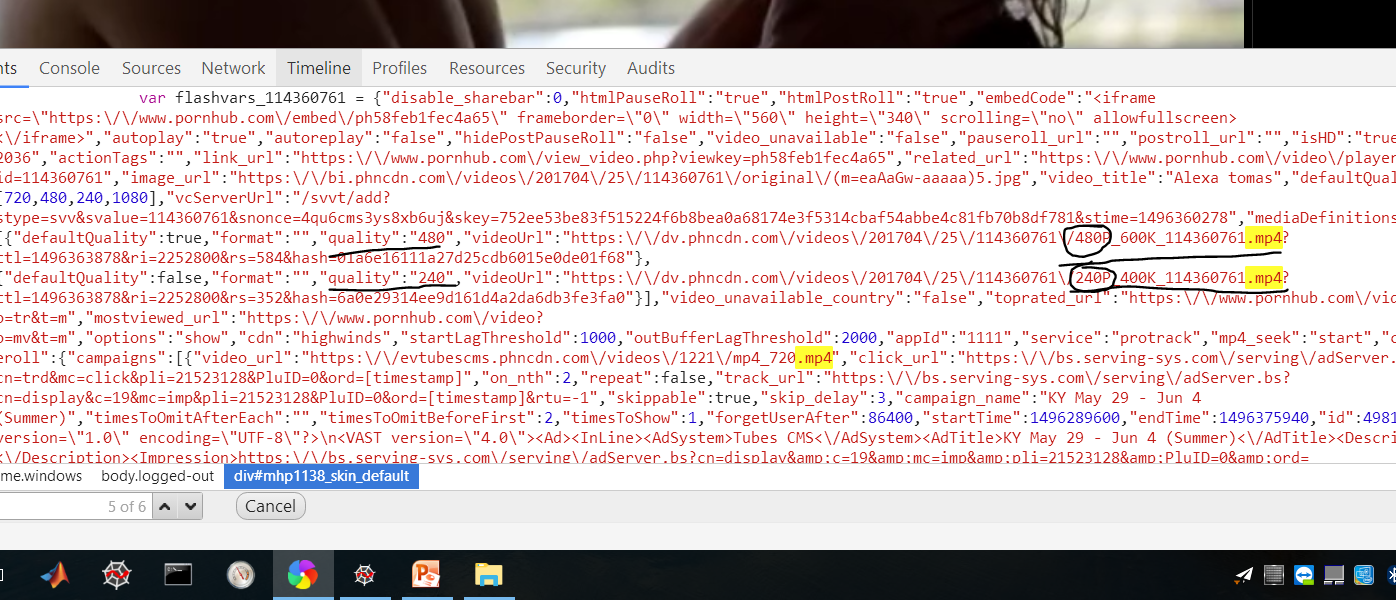 nts Console Sources Network Timeline Profiles Resources Security Audits
var flashvars_114360761 = {"disable_sharebar":0,"htmlPauseRoll":"true","htmlPostRoll":"true","embedCode":"<iframe
src=\"https:\/\/www.pornhub.com\/embed\/ph58feb1fec4a65\" frameborder=\"0\" width=\"560\" height=\"340\" scrolling=\"no\" allowfullscreen>
<\/iframe>","autoplay":"true","autoreplay":"false","hidePostPauseRoll":"false","video_unavailable":"false","pauseroll_url":"","postroll_url":"","isHD":"true
2036","actionTags":"","link_url":"https:\/\/www.pornhub.com\/view_video.php?viewkey=ph58feb1fec4a65","related_url":"https:\/\/www.pornhub.com\/video\/player
id=114360761","image_url":"https:\/\/bi.phncdn.com\/videos\/201704\/25\/114360761\/original\/(m=eaAaGw-aaaaa)5.jpg","video_title":"Alexa tomas","defaultQual
[720,480,240,1080],"vcServerUrl":"/svvt/add?
stype=svv&svalue=114360761&snonce=4qu6cms3ys8xb6uj&skey=752ee53be83f515224f6b8bea0a68174e3f5314cbaf54abbe4c81fb70b8df781&stime=1496360278","mediaDefinitions
[{"defaultQuality":true,"format":"","quality":"480","videoUrl":"https:\/\/dv.phncdn.com\/videos\/201704\/25\/114360761\/480P_600K_114360761.mp4?
ttl=1496363878&ri=2252800&rs=584&hash=01a6e16111a27d25cdb6015e0de01f68"},
{"defaultQuality":false,"format":"","quality":"240","videoUrl":"https:\/\/dv.phncdn.com\/videos\/201704\/25\/114360761\/240P_400K_114360761.mp4?
ttl=1496363878&ri=2252800&rs=352&hash=6a0e29314ee9d161d4a2da6db3fe3fa0"}],"video_unavailable_country":"false","toprated_url":"https:\/\/www.pornhub.com\/vid
o=tr&t=m","mostviewed_url":"https:\/\/www.pornhub.com\/video?
o=mv&t=m","options":"show","cdn":"highwinds","startLagThreshold":1000,"outBufferLagThreshold":2000,"appId":"1111","service":"protrack","mp4_seek":"start","c
eroll":{"campaigns":[{"video_url":"https:\/\/evtubescms.phncdn.com\/videos\/1221\/mp4_720.mp4","click_url":"https:\/\/bs.serving-sys.com\/serving\/adServer.
cn=trd&mc=click&pli=21523128&PluID=0&ord=[timestamp]","on_nth":2,"repeat":false,"track_url":"https:\/\/bs.serving-sys.com\/serving\/adServer.bs?
cn=display&c=19&mc=imp&pli=21523128&PluID=0&ord=[timestamp]&rtu=-1","skippable":true,"skip_delay":3,"campaign_name":"KY May 29 - Jun 4
(Summer)","timesToOmitAfterEach":"","timesToOmitBeforeFirst":2,"timesToShow":1,"forgetUserAfter":86400,"startTime":1496289600,"endTime":1496375940,"id":4981
version=\"1.0\" encoding=\"UTF-8\"?>\n<VAST version=\"4.0\"><Ad><InLine><AdSystem>Tubes CMS<\/AdSystem><AdTitle>KY May 29 - Jun 4 (Summer)<\/AdTitle><Descri
<\/Description><Impression>https:\/\/bs.serving-sys.com\/serving\/adServer.bs?cn=display&amp;c=19&amp;mc=imp&amp;pli=21523128&amp;PluID=0&amp;ord=
me.windows body.logged-out div#mhp1138_skin_default
5 of 6 Cancel